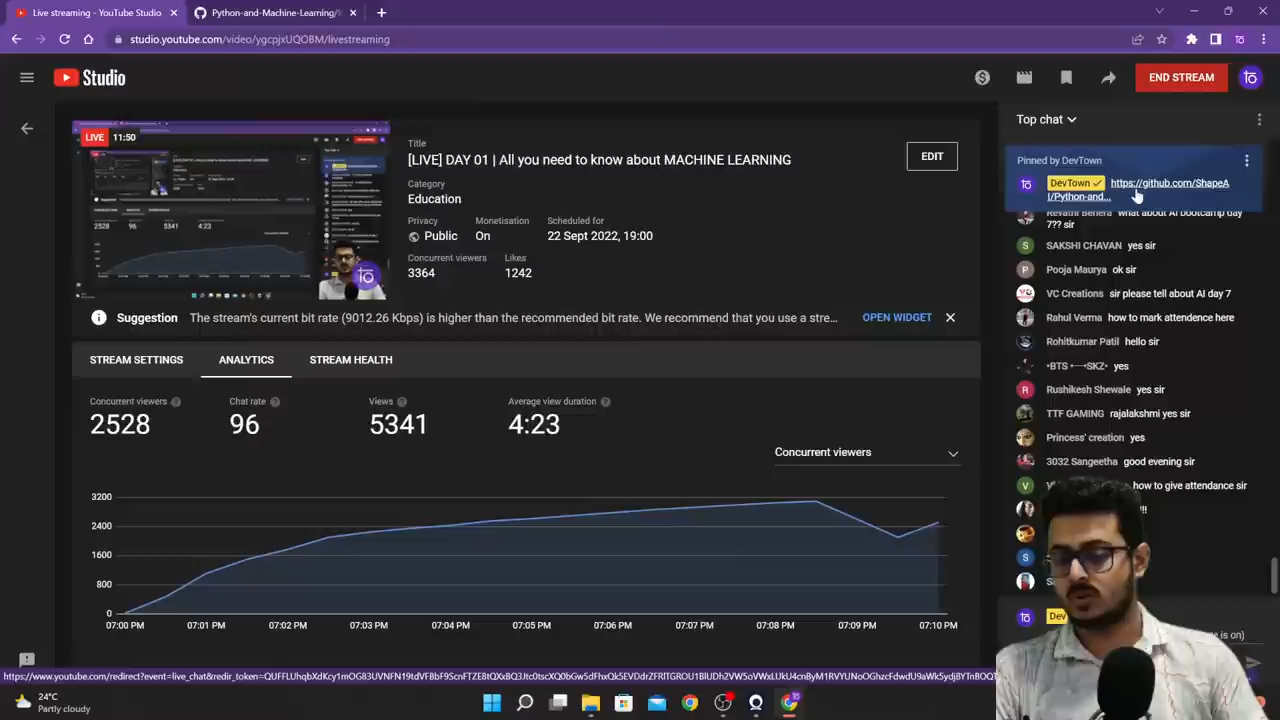 Live streaming - YouTube Studio
Python-and-Machine-Learning/
studio.youtube.com/video/ygcpjxUQOBM/livestreaming
Studio
END STREAM
LIVE 11:50
Title
[LIVE] DAY 01 | All you need to know about MACHINE LEARNING
EDIT
Category
Education
Privacy Monetisation Scheduled for
Public On 22 Sept 2022, 19:00
Concurrent viewers Likes
3364 1242
Suggestion The stream's current bit rate (9012.26 Kbps) is higher than the recommended bit rate. We recommend that you use a stre... OPEN WIDGET
STREAM SETTINGS ANALYTICS STREAM HEALTH
Concurrent viewers Chat rate Views Average view duration
2528 96 5341 4:23
Concurrent viewers
3200
2400
1600
800
0
07:00 PM 07:01 PM 07:02 PM 07:03 PM 07:04 PM 07:05 PM 07:06 PM 07:07 PM 07:08 PM 07:09 PM 07:10 PM
Top chat
Pinned by DevTown
DevTown https://github.com/ShapeA
I/Python-and...
Revathi Behera what about AI bootcamp day
7??? sir
SAKSHI CHAVAN yes sir
Pooja Maurya ok sir
VC Creations sir please tell about AI day 7
Rahul Verma how to mark attendence here
Rohitkumar Patil hello sir
•BTS •—•SKZ• yes
Rushikesh Shewale yes sir
TTF GAMING rajalakshmi yes sir
Princess' creation yes
3032 Sangeetha good evening sir
how to give attendance sir
!!!
Dev
is on)
24°C
Partly cloudy